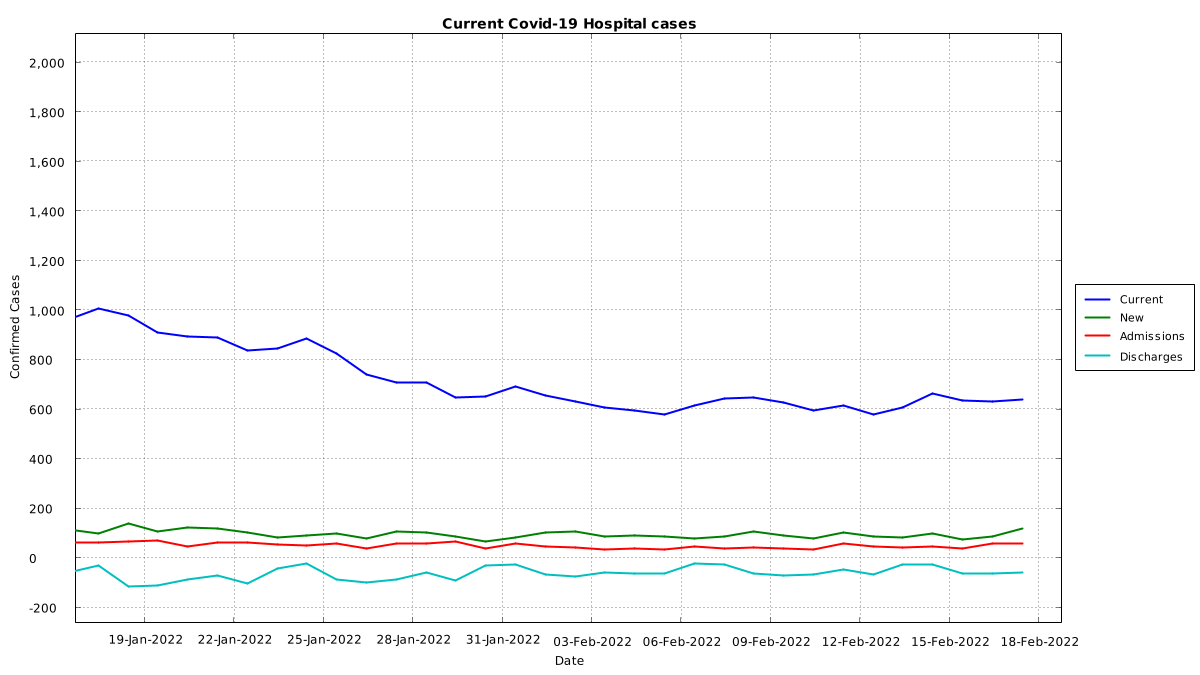 Current Covid-19 Hospital cases
2,000
1,800
1,600
1,400
1,200
1,000
800
600
400
200
0
-200
Confirmed Cases
19-Jan-2022 22-Jan-2022 25-Jan-2022 28-Jan-2022 31-Jan-2022 03-Feb-2022 06-Feb-2022 09-Feb-2022 12-Feb-2022 15-Feb-2022 18-Feb-2022
Date
Current
New
Admissions
Discharges